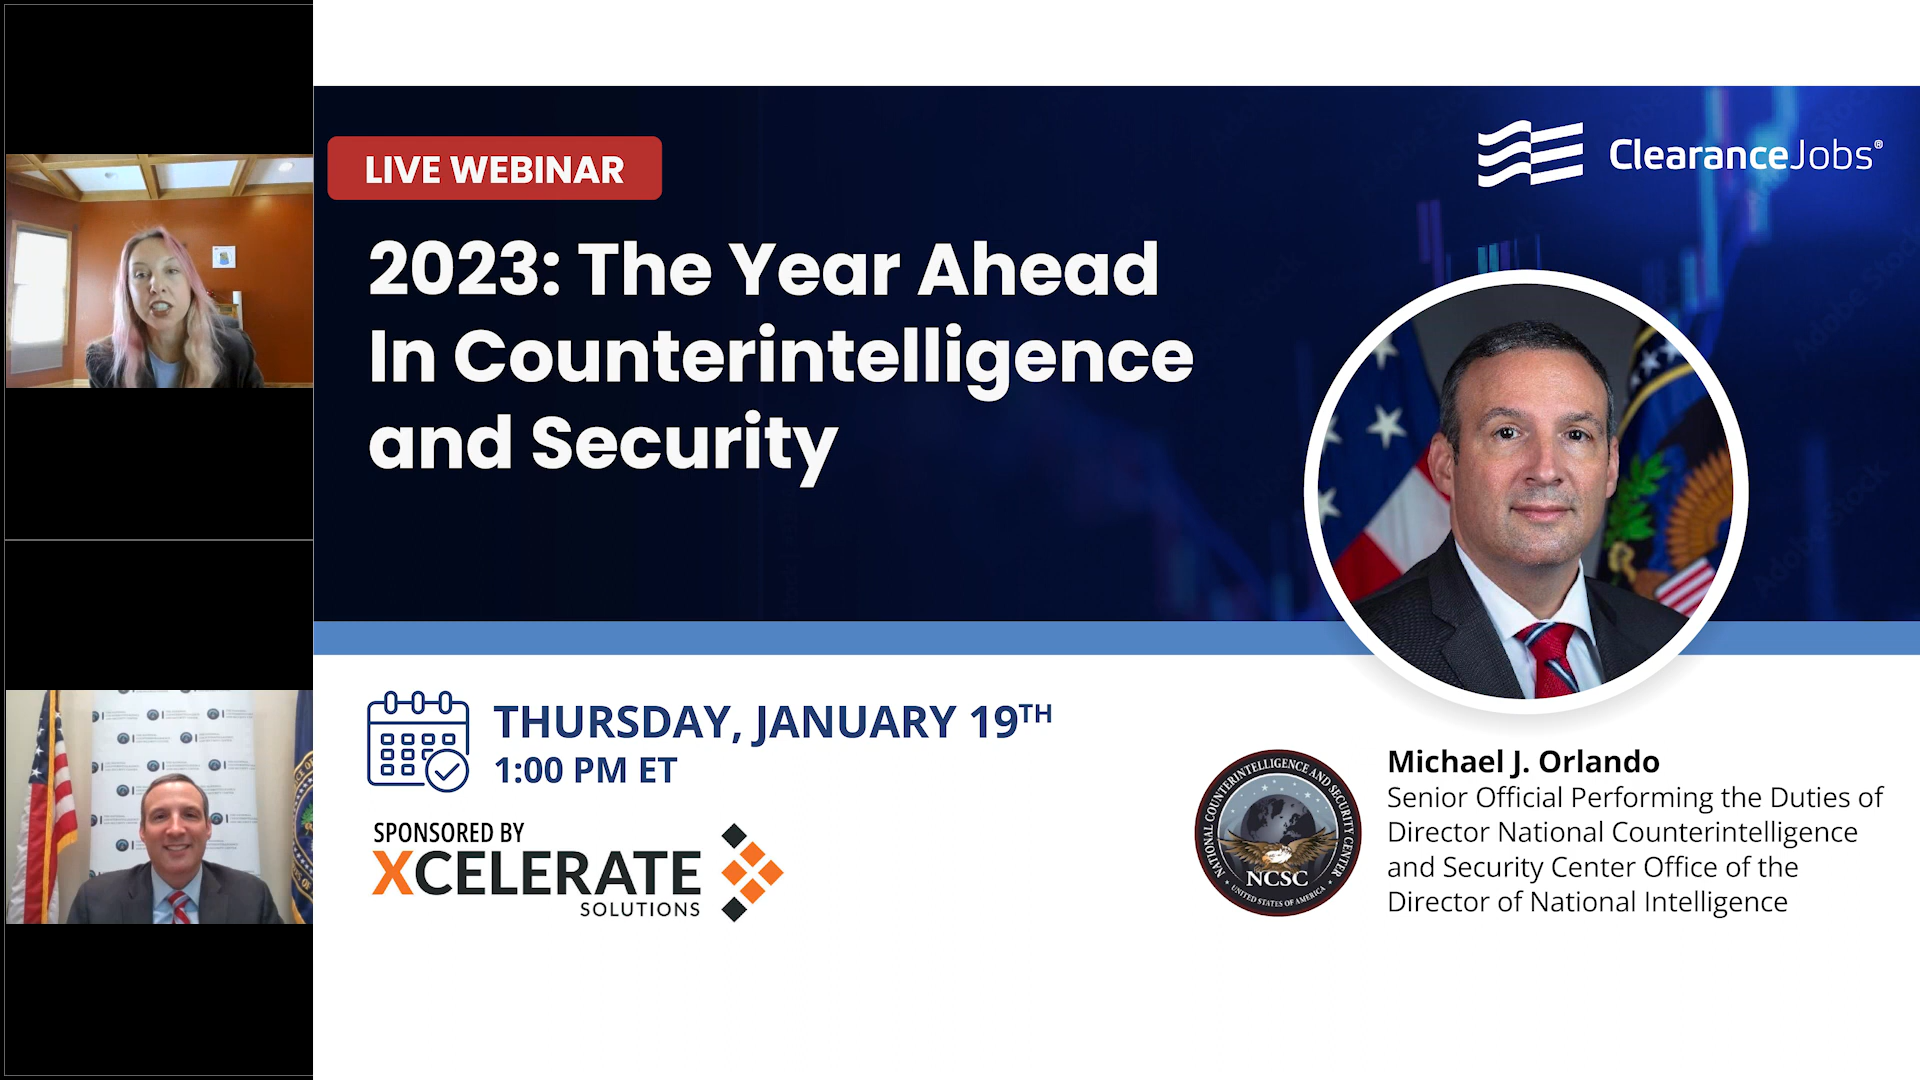 LIVE WEBINAR
ClearanceJobs®
2023: The Year Ahead
In Counterintelligence
and Security
THURSDAY, JANUARY 19TH
1:00 PM ET
SPONSORED BY
XCELERATE
SOLUTIONS
NATIONAL COUNTERINTELLIGENCE AND SECURITY CENTER
NCSC
UNITED STATES OF AMERICA
Michael J. Orlando
Senior Official Performing the Duties of
Director National Counterintelligence
and Security Center Office of the
Director of National Intelligence